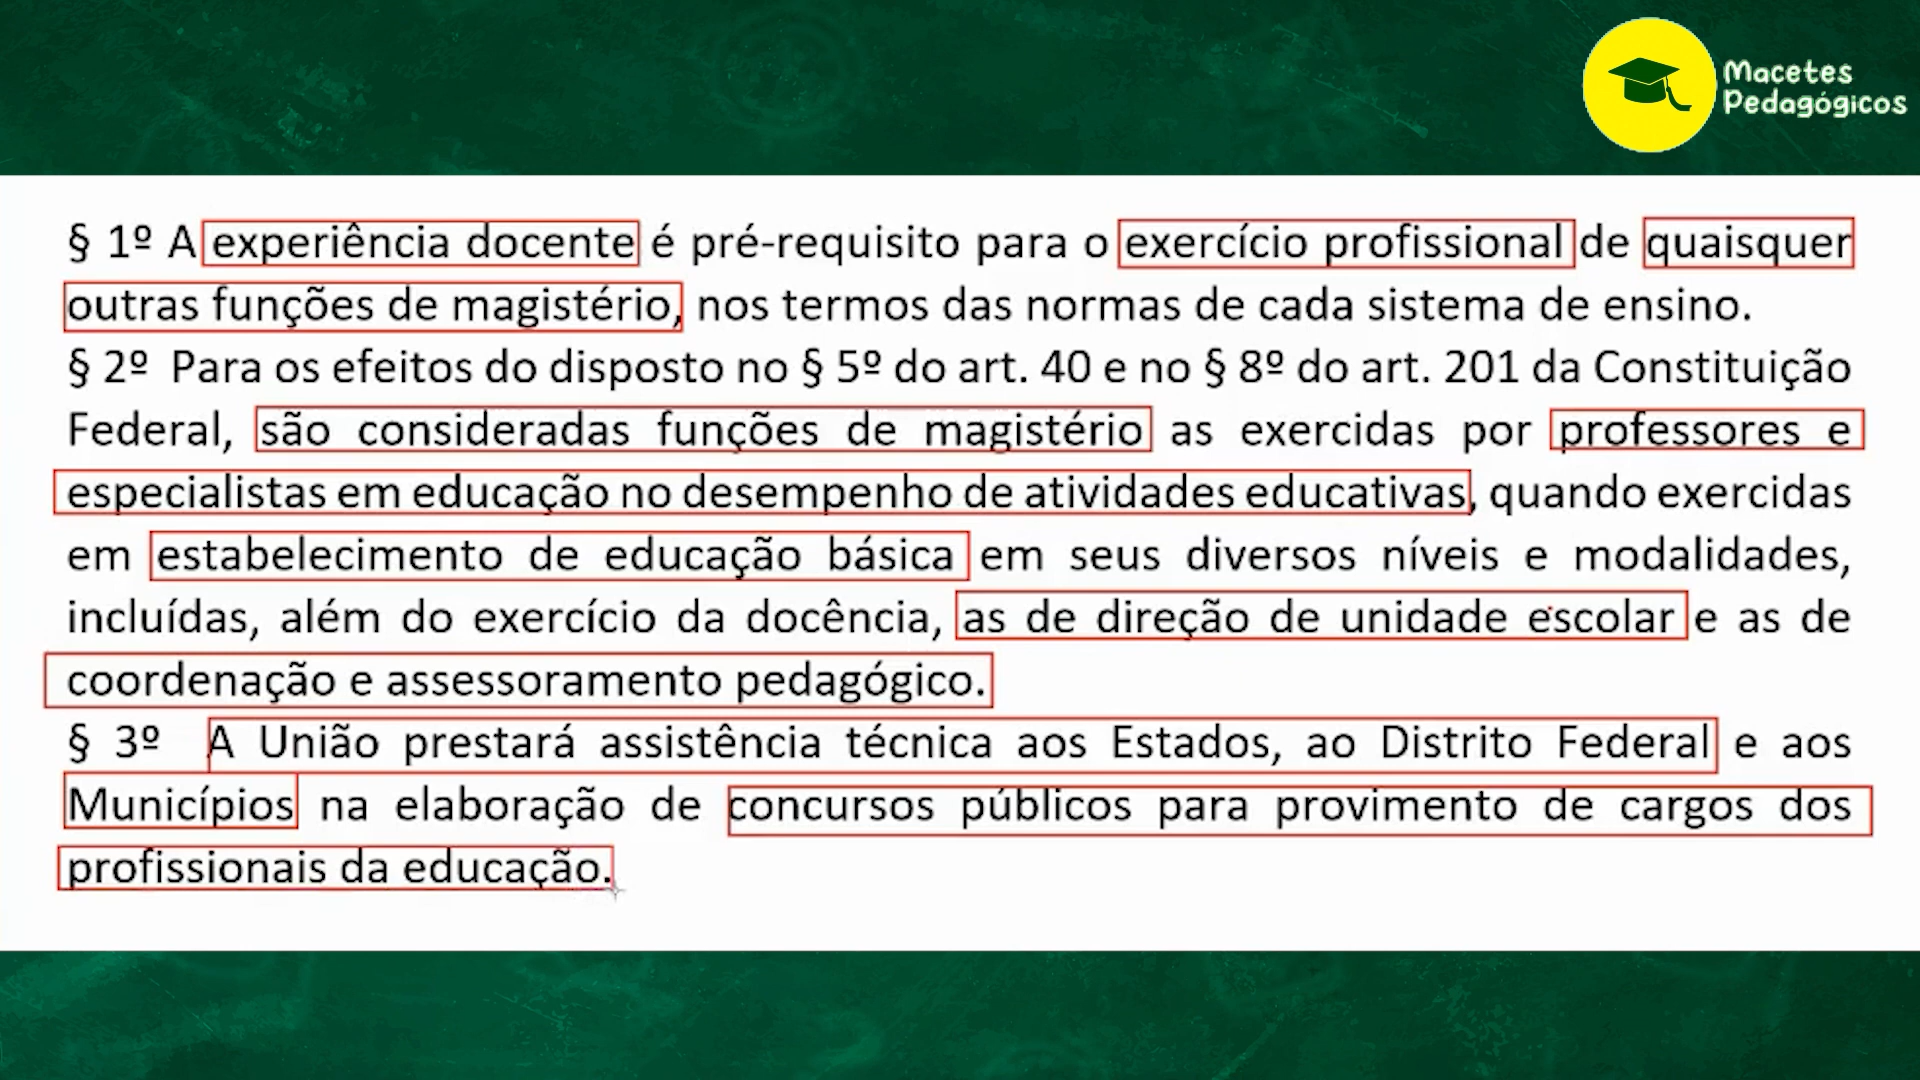 Macetes
Pedagógicos
§ 1º A experiência docente é pré-requisito para o exercício profissional de quaisquer
outras funções de magistério, nos termos das normas de cada sistema de ensino.
§ 2º Para os efeitos do disposto no § 5º do art. 40 e no § 8º do art. 201 da Constituição
Federal, são consideradas funções de magistério as exercidas por professores e
especialistas em educação no desempenho de atividades educativas, quando exercidas
em estabelecimento de educação básica em seus diversos níveis e modalidades,
incluídas, além do exercício da docência, as de direção de unidade escolar e as de
coordenação e assessoramento pedagógico.
§ 3º A União prestará assistência técnica aos Estados, ao Distrito Federal e aos
Municípios na elaboração de concursos públicos para provimento de cargos dos
profissionais da educação.